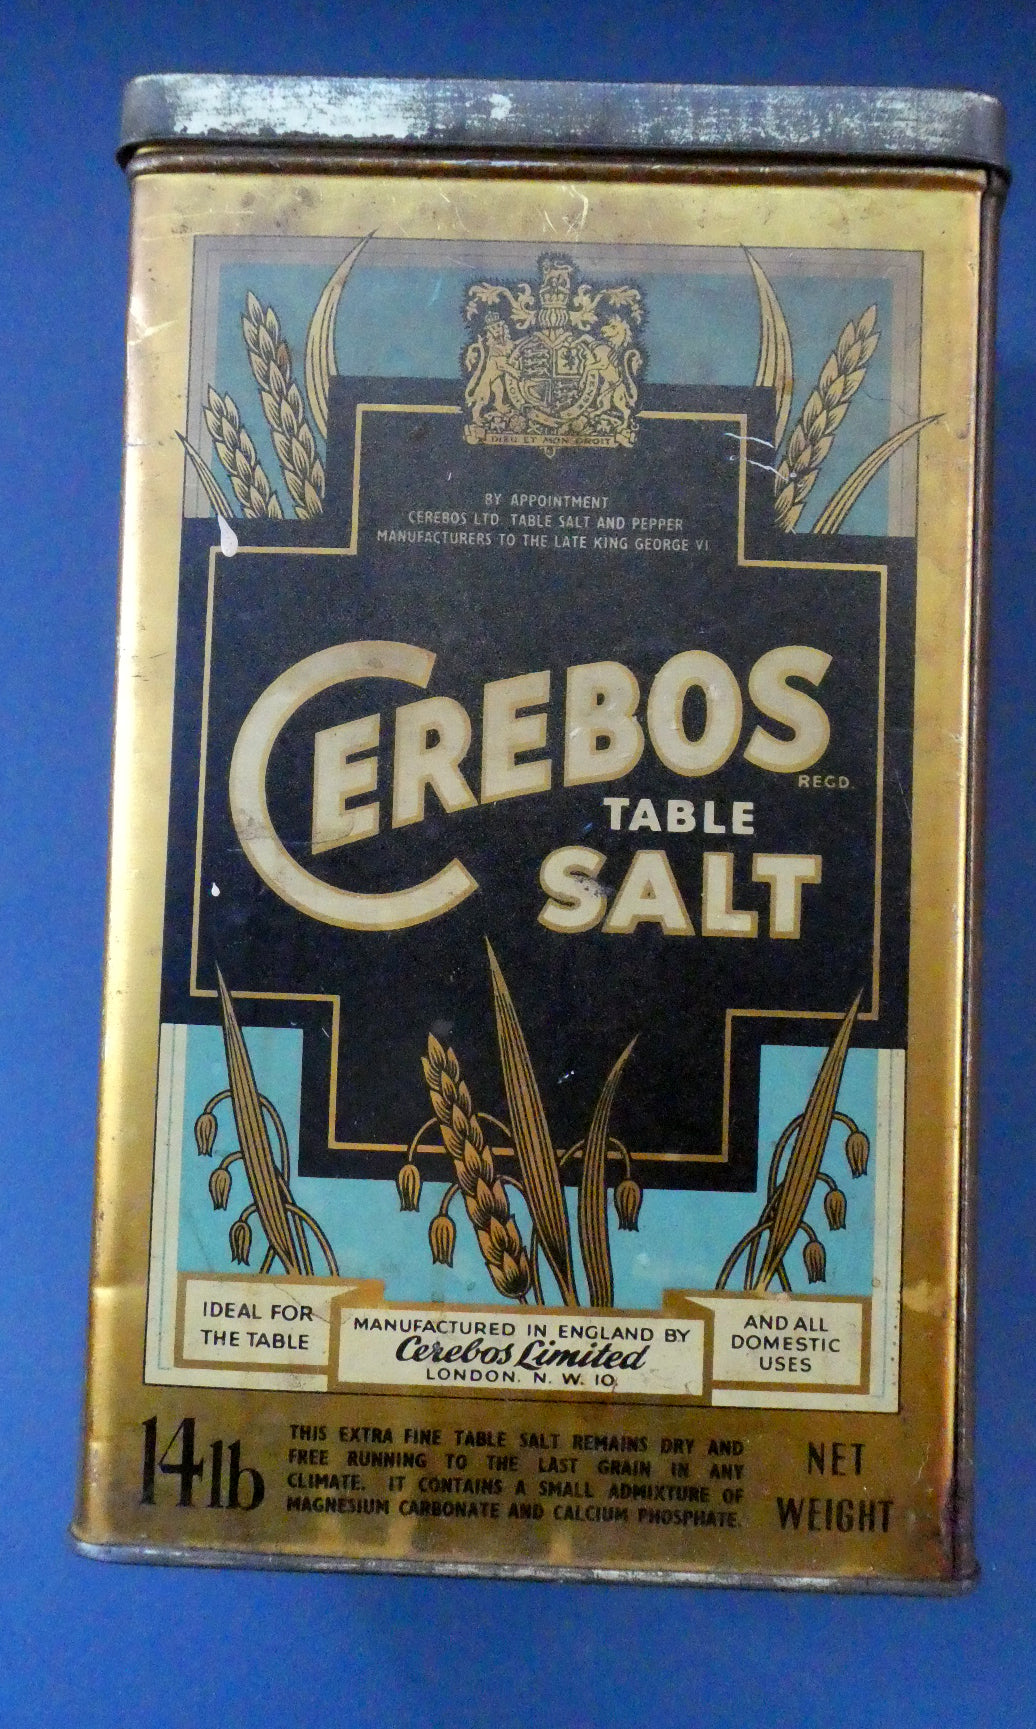 DIEU ET MON DROIT
BY APPOINTMENT
CEREBOS LTD. TABLE SALT AND PEPPER
MANUFACTURERS TO THE LATE KING GEORGE VI
CEREBOS
REGD.
TABLE
SALT
IDEAL FOR
THE TABLE
MANUFACTURED IN ENGLAND BY
Cerebos Limited
LONDON. N. W. 10.
AND ALL
DOMESTIC
USES
14 lb
THIS EXTRA FINE TABLE SALT REMAINS DRY AND
FREE RUNNING TO THE LAST GRAIN IN ANY
CLIMATE. IT CONTAINS A SMALL ADMIXTURE OF
MAGNESIUM CARBONATE AND CALCIUM PHOSPHATE.
NET
WEIGHT